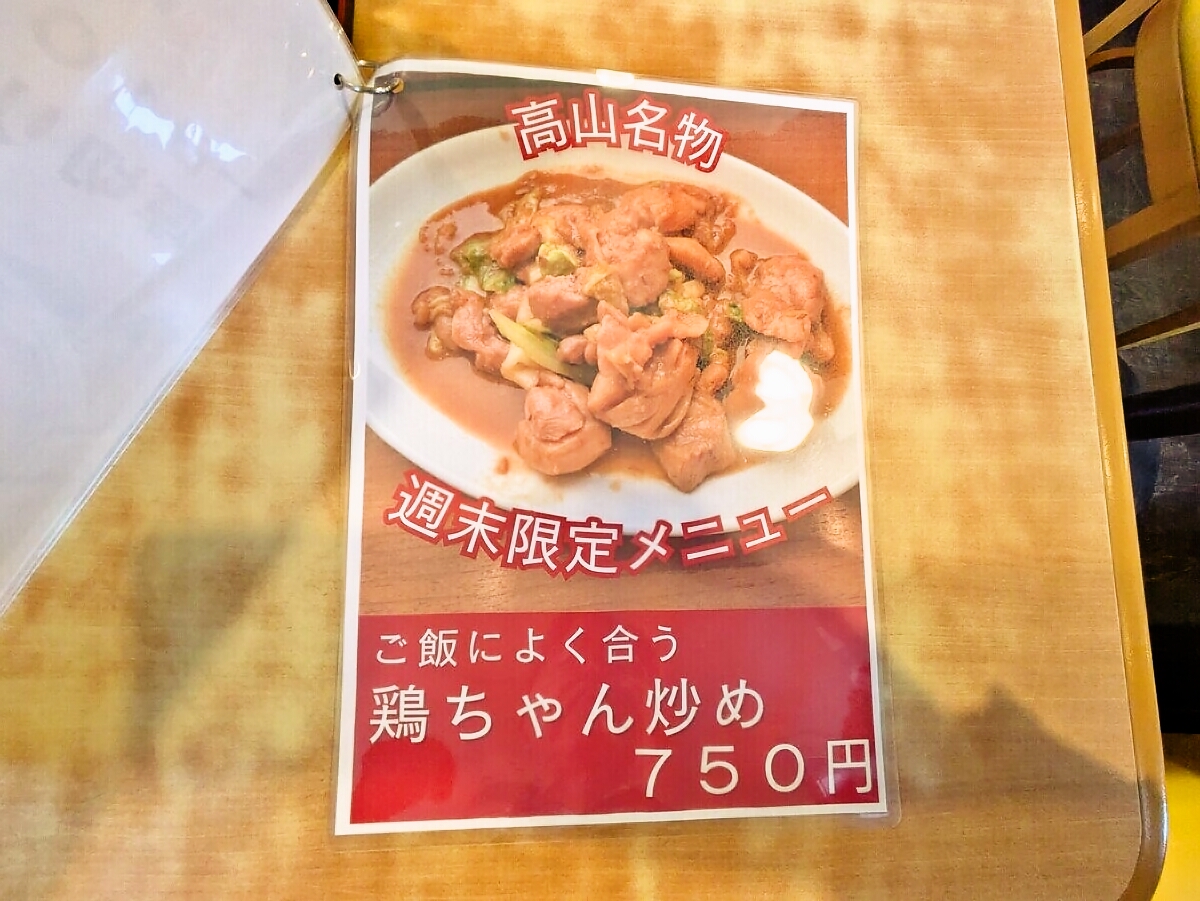 高山名物
週末限定メニュー
ご飯によく合う
鶏ちゃん炒め
７５０円